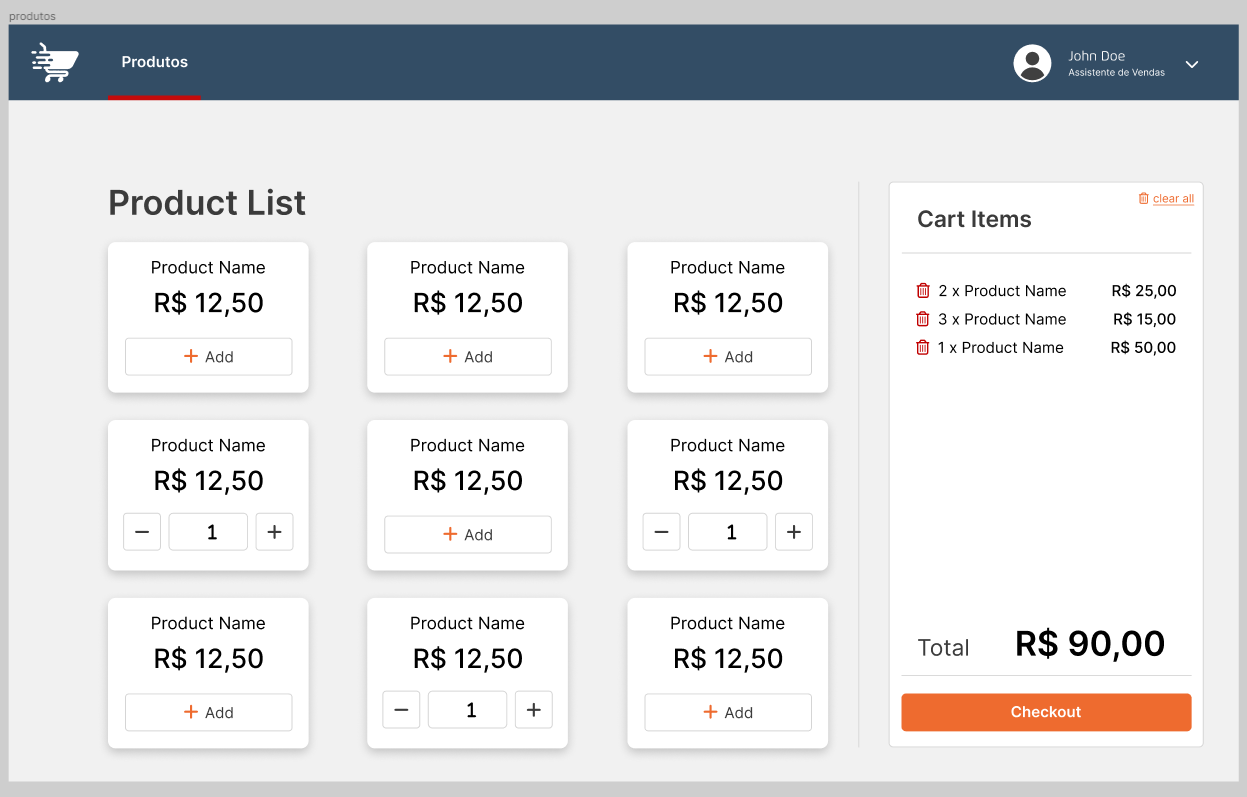 produtos
Produtos
John Doe
Assistente de Vendas
Product List
Product Name
R$ 12,50
Add
Product Name
R$ 12,50
Add
Product Name
R$ 12,50
Add
Product Name
R$ 12,50
− 1 +
Product Name
R$ 12,50
Add
Product Name
R$ 12,50
− 1 +
Product Name
R$ 12,50
Add
Product Name
R$ 12,50
− 1 +
Product Name
R$ 12,50
Add
clear all
Cart Items
2 x Product Name R$ 25,00
3 x Product Name R$ 15,00
1 x Product Name R$ 50,00
Total R$ 90,00
Checkout